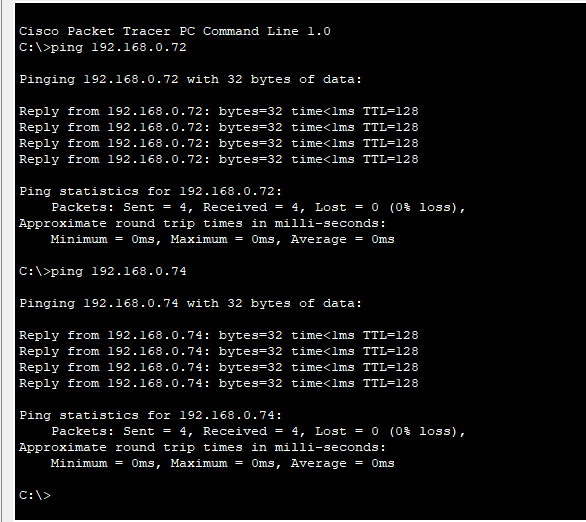 Cisco Packet Tracer PC Command Line 1.0
C:\>ping 192.168.0.72
Pinging 192.168.0.72 with 32 bytes of data:
Reply from 192.168.0.72: bytes=32 time<1ms TTL=128
Reply from 192.168.0.72: bytes=32 time<1ms TTL=128
Reply from 192.168.0.72: bytes=32 time<1ms TTL=128
Reply from 192.168.0.72: bytes=32 time<1ms TTL=128
Ping statistics for 192.168.0.72:
    Packets: Sent = 4, Received = 4, Lost = 0 (0% loss),
Approximate round trip times in milli-seconds:
    Minimum = 0ms, Maximum = 0ms, Average = 0ms
C:\>ping 192.168.0.74
Pinging 192.168.0.74 with 32 bytes of data:
Reply from 192.168.0.74: bytes=32 time<1ms TTL=128
Reply from 192.168.0.74: bytes=32 time<1ms TTL=128
Reply from 192.168.0.74: bytes=32 time<1ms TTL=128
Reply from 192.168.0.74: bytes=32 time<1ms TTL=128
Ping statistics for 192.168.0.74:
    Packets: Sent = 4, Received = 4, Lost = 0 (0% loss),
Approximate round trip times in milli-seconds:
    Minimum = 0ms, Maximum = 0ms, Average = 0ms
C:\>